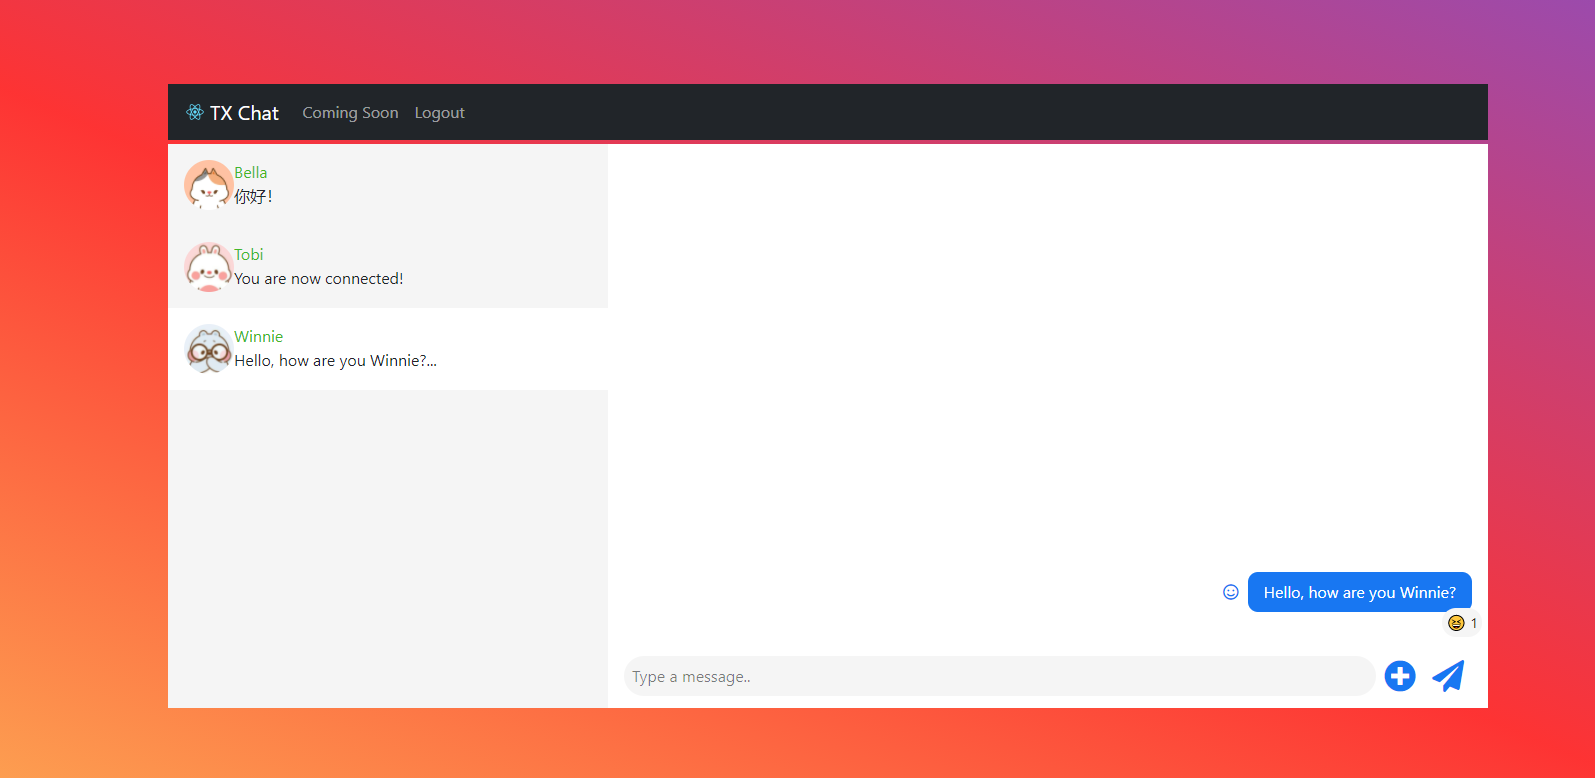 TX Chat
Coming Soon
Logout
Bella
你好！
Tobi
You are now connected!
Winnie
Hello, how are you Winnie?...
Hello, how are you Winnie?
1
Type a message..